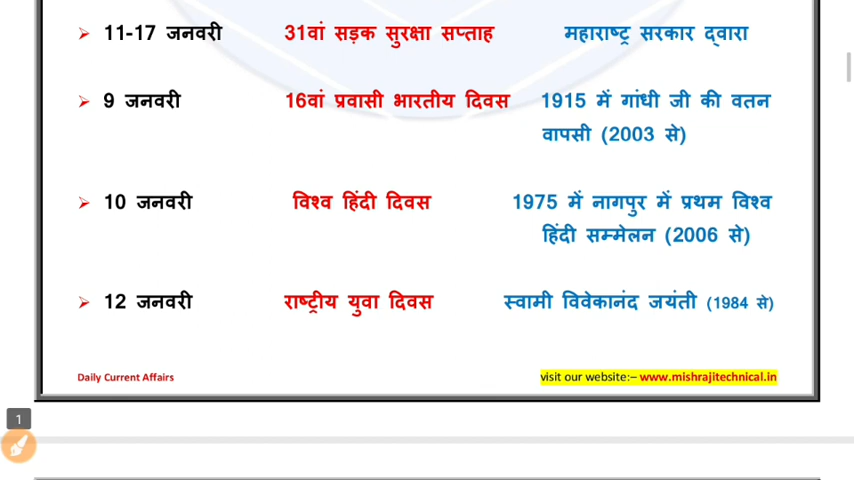 ➢ 11-17 जनवरी 31वां सड़क सुरक्षा सप्ताह महाराष्ट्र सरकार द्वारा
➢ 9 जनवरी 16वां प्रवासी भारतीय दिवस 1915 में गांधी जी की वतन
वापसी (2003 से)
➢ 10 जनवरी विश्व हिंदी दिवस 1975 में नागपुर में प्रथम विश्व
हिंदी सम्मेलन (2006 से)
➢ 12 जनवरी राष्ट्रीय युवा दिवस स्वामी विवेकानंद जयंती (1984 से)
Daily Current Affairs visit our website:– www.mishrajitechnical.in
1